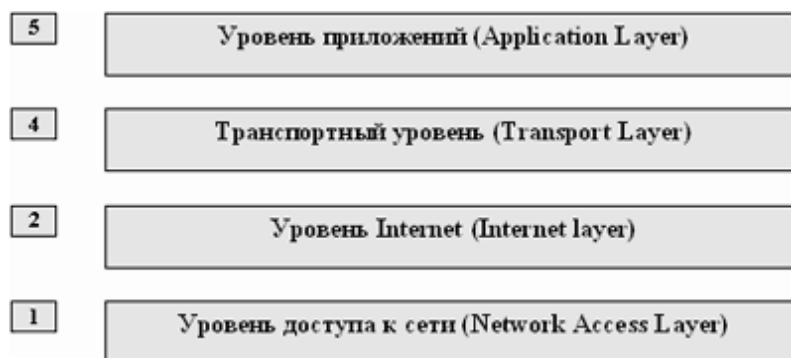 5 Уровень приложений (Application Layer)
4 Транспортный уровень (Transport Layer)
2 Уровень Internet (Internet layer)
1 Уровень доступа к сети (Network Access Layer)